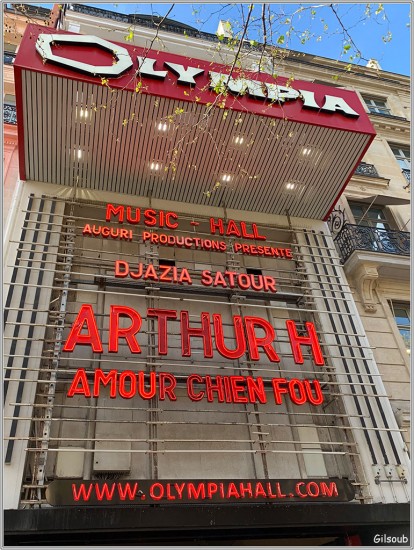 OLYMPIA
MUSIC - HALL
AUGURI PRODUCTIONS PRESENTE
DJAZIA SATOUR
ARTHUR H
AMOUR CHIEN FOU
WWW.OLYMPIAHALL.COM
Gilsoub